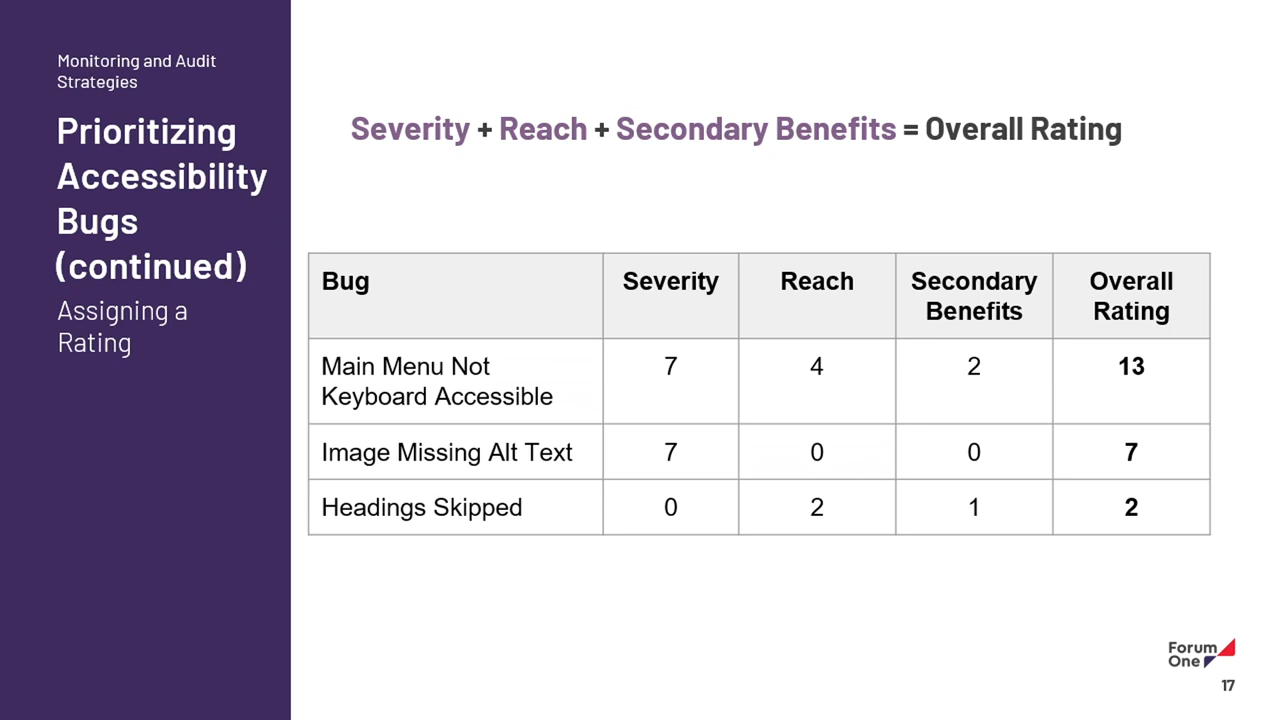 Monitoring and Audit
Strategies
Prioritizing
Accessibility
Bugs
(continued)
Assigning a
Rating
Severity + Reach + Secondary Benefits = Overall Rating
Bug Severity Reach Secondary Benefits Overall Rating
Main Menu Not Keyboard Accessible 7 4 2 13
Image Missing Alt Text 7 0 0 7
Headings Skipped 0 2 1 2
Forum
One
17